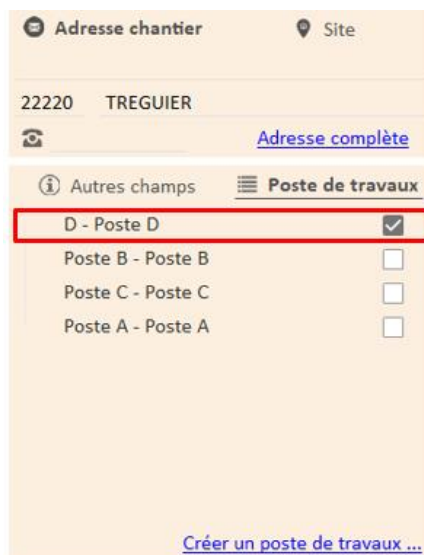 Adresse chantier Site
22220 TREGUIER
Adresse complète
Autres champs Poste de travaux
D - Poste D
Poste B - Poste B
Poste C - Poste C
Poste A - Poste A
Créer un poste de travaux ...